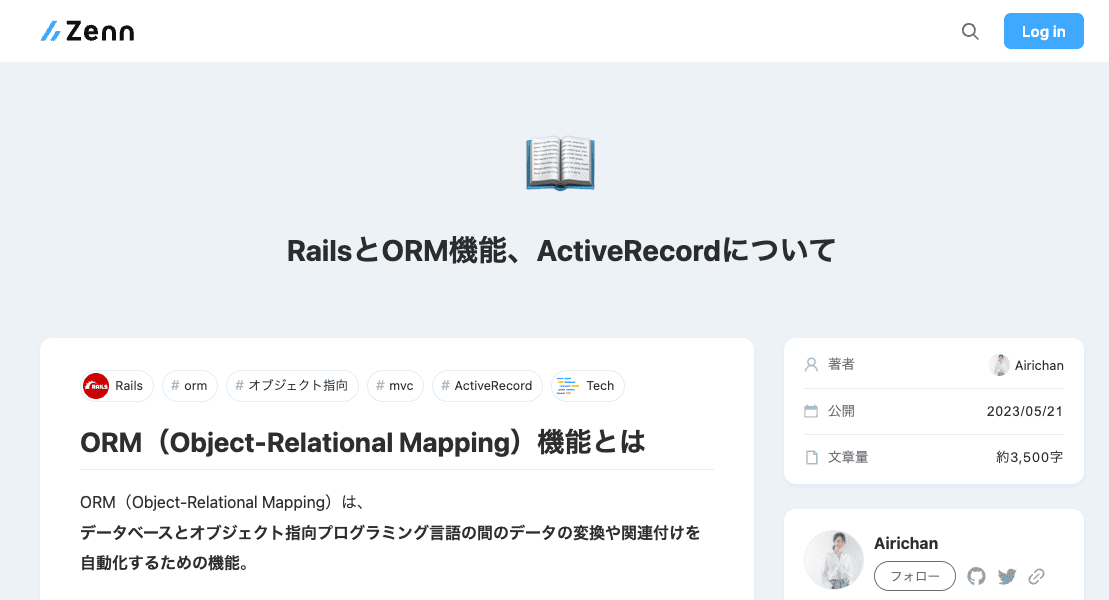 Zenn
Log in
RailsとORM機能、ActiveRecordについて
RAILS Rails # orm # オブジェクト指向 # mvc # ActiveRecord Tech
ORM（Object-Relational Mapping）機能とは
ORM（Object-Relational Mapping）は、
データベースとオブジェクト指向プログラミング言語の間のデータの変換や関連付けを
自動化するための機能。
著者 Airichan
公開 2023/05/21
文章量 約3,500字
Airichan
フォロー